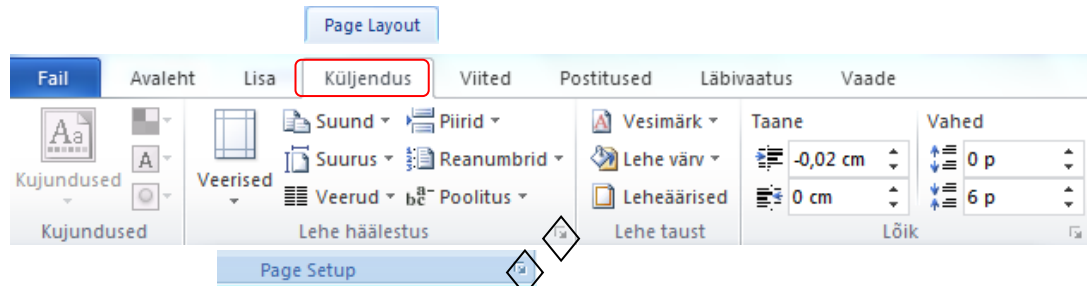 Page Layout
Fail Avaleht Lisa Küljendus Viited Postitused Läbivaatus Vaade
Aa Suund Piirid Vesimärk Taane Vahed
A Suurus Reanumbrid Lehe värv -0,02 cm 0 p
Kujundused Veerised Veerud Poolitus Leheäärised 0 cm 6 p
Kujundused Lehe häälestus Lehe taust Lõik
Page Setup